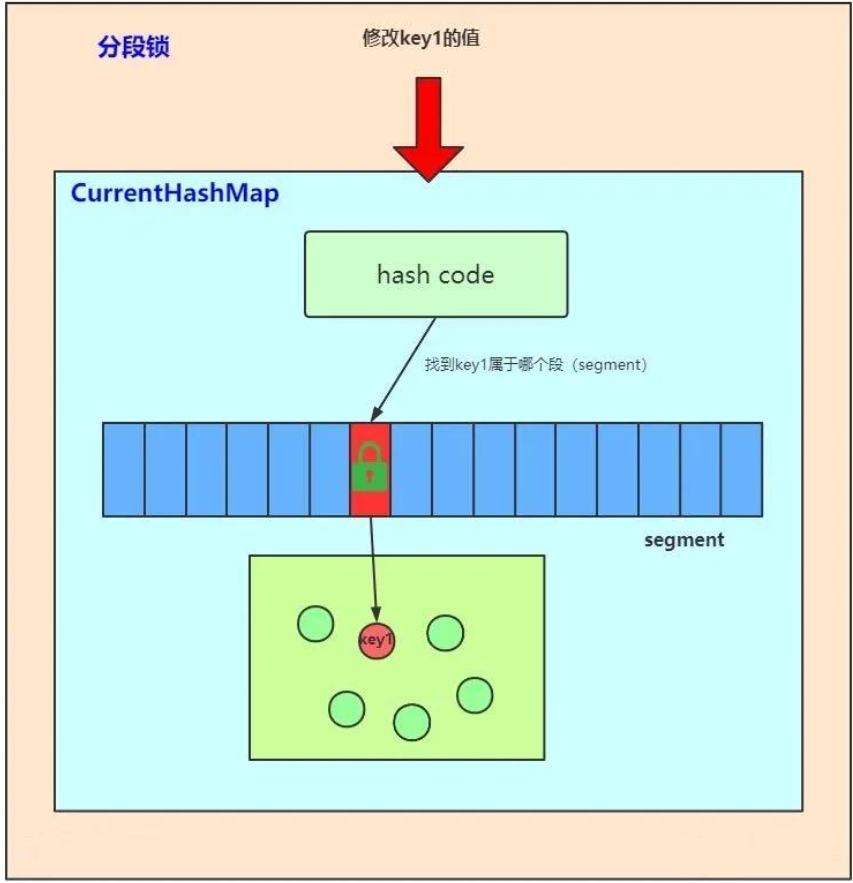 分段锁
修改key1的值
CurrentHashMap
hash code
找到key1属于哪个段（segment）
segment
key1